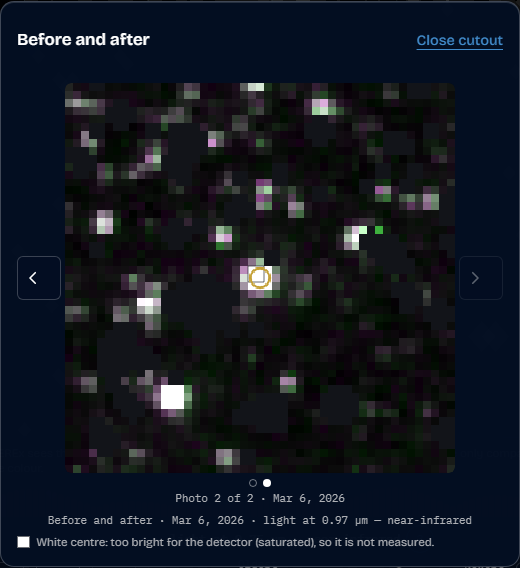 Before and after
Close cutout
Photo 2 of 2 · Mar 6, 2026
Before and after · Mar 6, 2026 · light at 0.97 µm — near-infrared
White centre: too bright for the detector (saturated), so it is not measured.